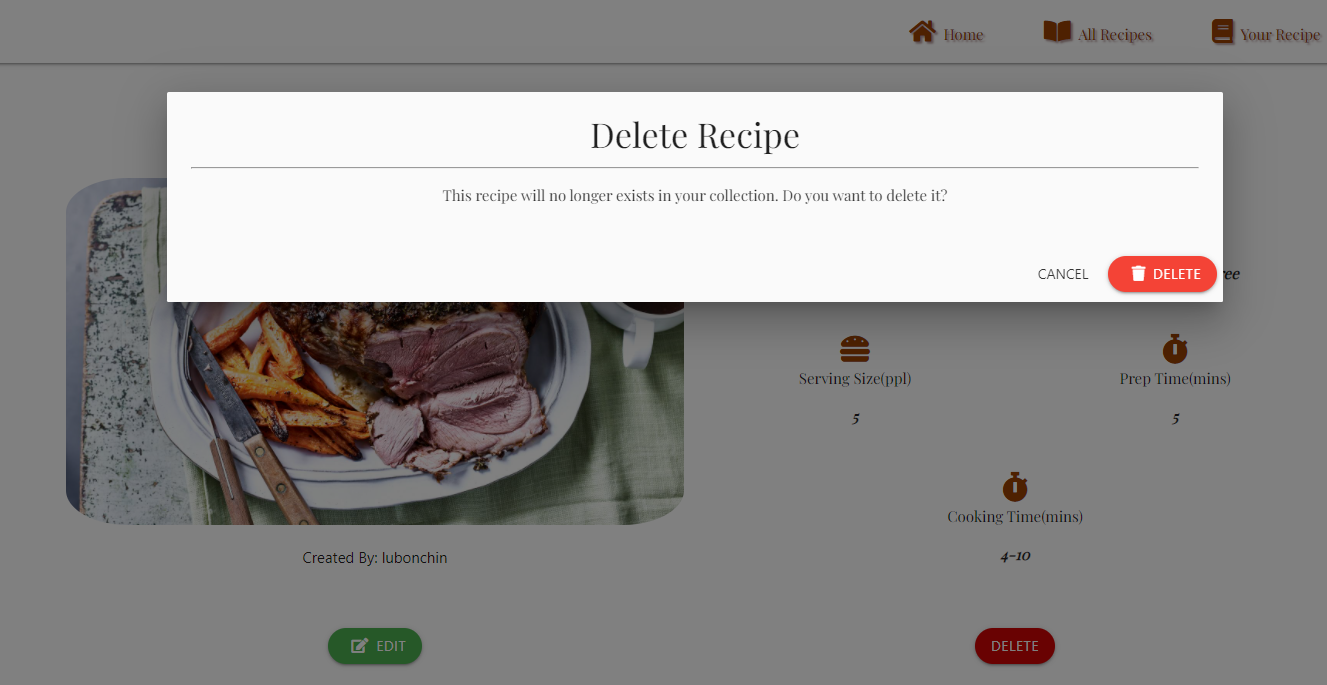 Home
All Recipes
Your Recipe
Delete Recipe
This recipe will no longer exists in your collection. Do you want to delete it?
CANCEL
DELETE
Serving Size(ppl)
Prep Time(mins)
5
5
Cooking Time(mins)
4-10
Created By: lubonchin
EDIT
DELETE